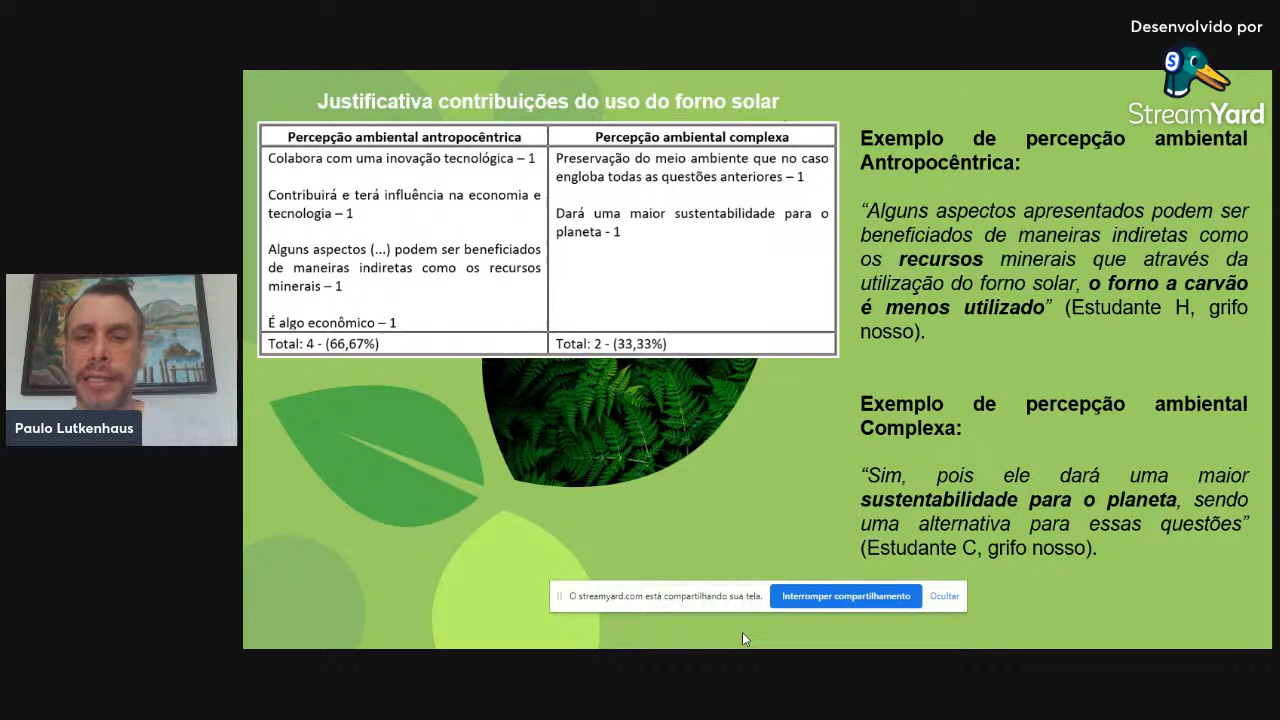 Desenvolvido por
StreamYard
Justificativa contribuições do uso do forno solar
Percepção ambiental antropocêntrica
Colabora com uma inovação tecnológica – 1
Contribuirá e terá influência na economia e
tecnologia – 1
Alguns aspectos (...) podem ser beneficiados
de maneiras indiretas como os recursos
minerais – 1
É algo econômico – 1
Total: 4 - (66,67%)
Percepção ambiental complexa
Preservação do meio ambiente que no caso
engloba todas as questões anteriores – 1
Dará uma maior sustentabilidade para o
planeta - 1
Total: 2 - (33,33%)
Exemplo de percepção ambiental
Antropocêntrica:
“Alguns aspectos apresentados podem ser
beneficiados de maneiras indiretas como
os recursos minerais que através da
utilização do forno solar, o forno a carvão
é menos utilizado” (Estudante H, grifo
nosso).
Exemplo de percepção ambiental
Complexa:
“Sim, pois ele dará uma maior
sustentabilidade para o planeta, sendo
uma alternativa para essas questões”
(Estudante C, grifo nosso).
Paulo Lutkenhaus
O streamyard.com está compartilhando sua tela.
Interromper compartilhamento
Ocultar